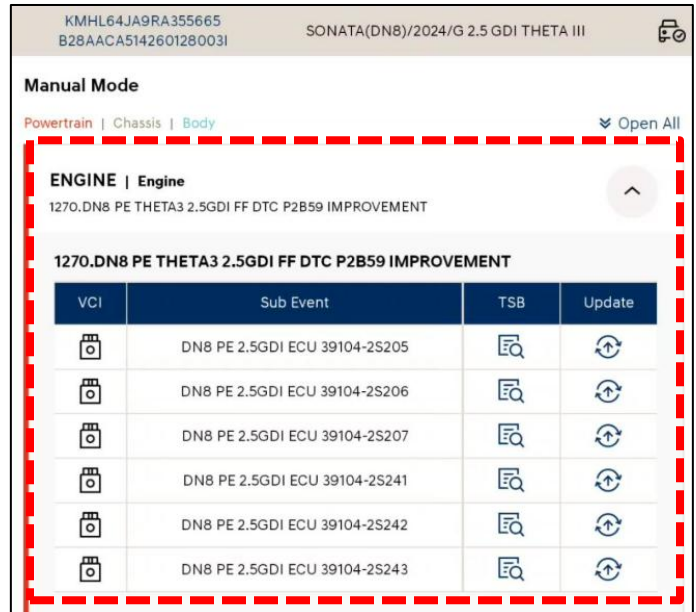 KMHL64JA9RA355665
B28AACA514260128003I
SONATA(DN8)/2024/G 2.5 GDI THETA III
Manual Mode
Powertrain | Chassis | Body
Open All
ENGINE | Engine
1270.DN8 PE THETA3 2.5GDI FF DTC P2B59 IMPROVEMENT
1270.DN8 PE THETA3 2.5GDI FF DTC P2B59 IMPROVEMENT
VCI Sub Event TSB Update
DN8 PE 2.5GDI ECU 39104-2S205
DN8 PE 2.5GDI ECU 39104-2S206
DN8 PE 2.5GDI ECU 39104-2S207
DN8 PE 2.5GDI ECU 39104-2S241
DN8 PE 2.5GDI ECU 39104-2S242
DN8 PE 2.5GDI ECU 39104-2S243